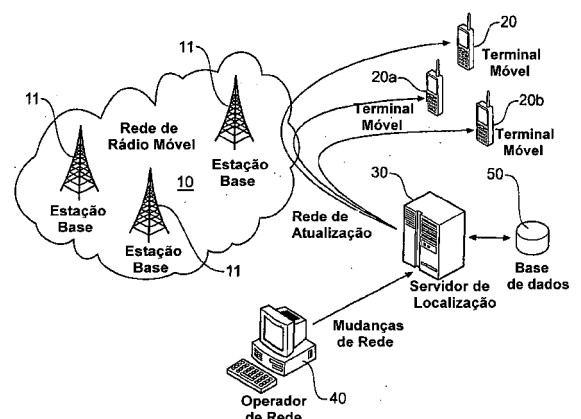 20
Terminal
Móvel
20a
Terminal
Móvel
20b
Terminal
Móvel
11
11
Rede de
Rádio Móvel
Estação
Base
10
Estação
Base
Estação
Base
11
Rede de
Atualização
30
50
Servidor de
Localização
Base
de dados
Mudanças
de Rede
40
Operador
de Rede